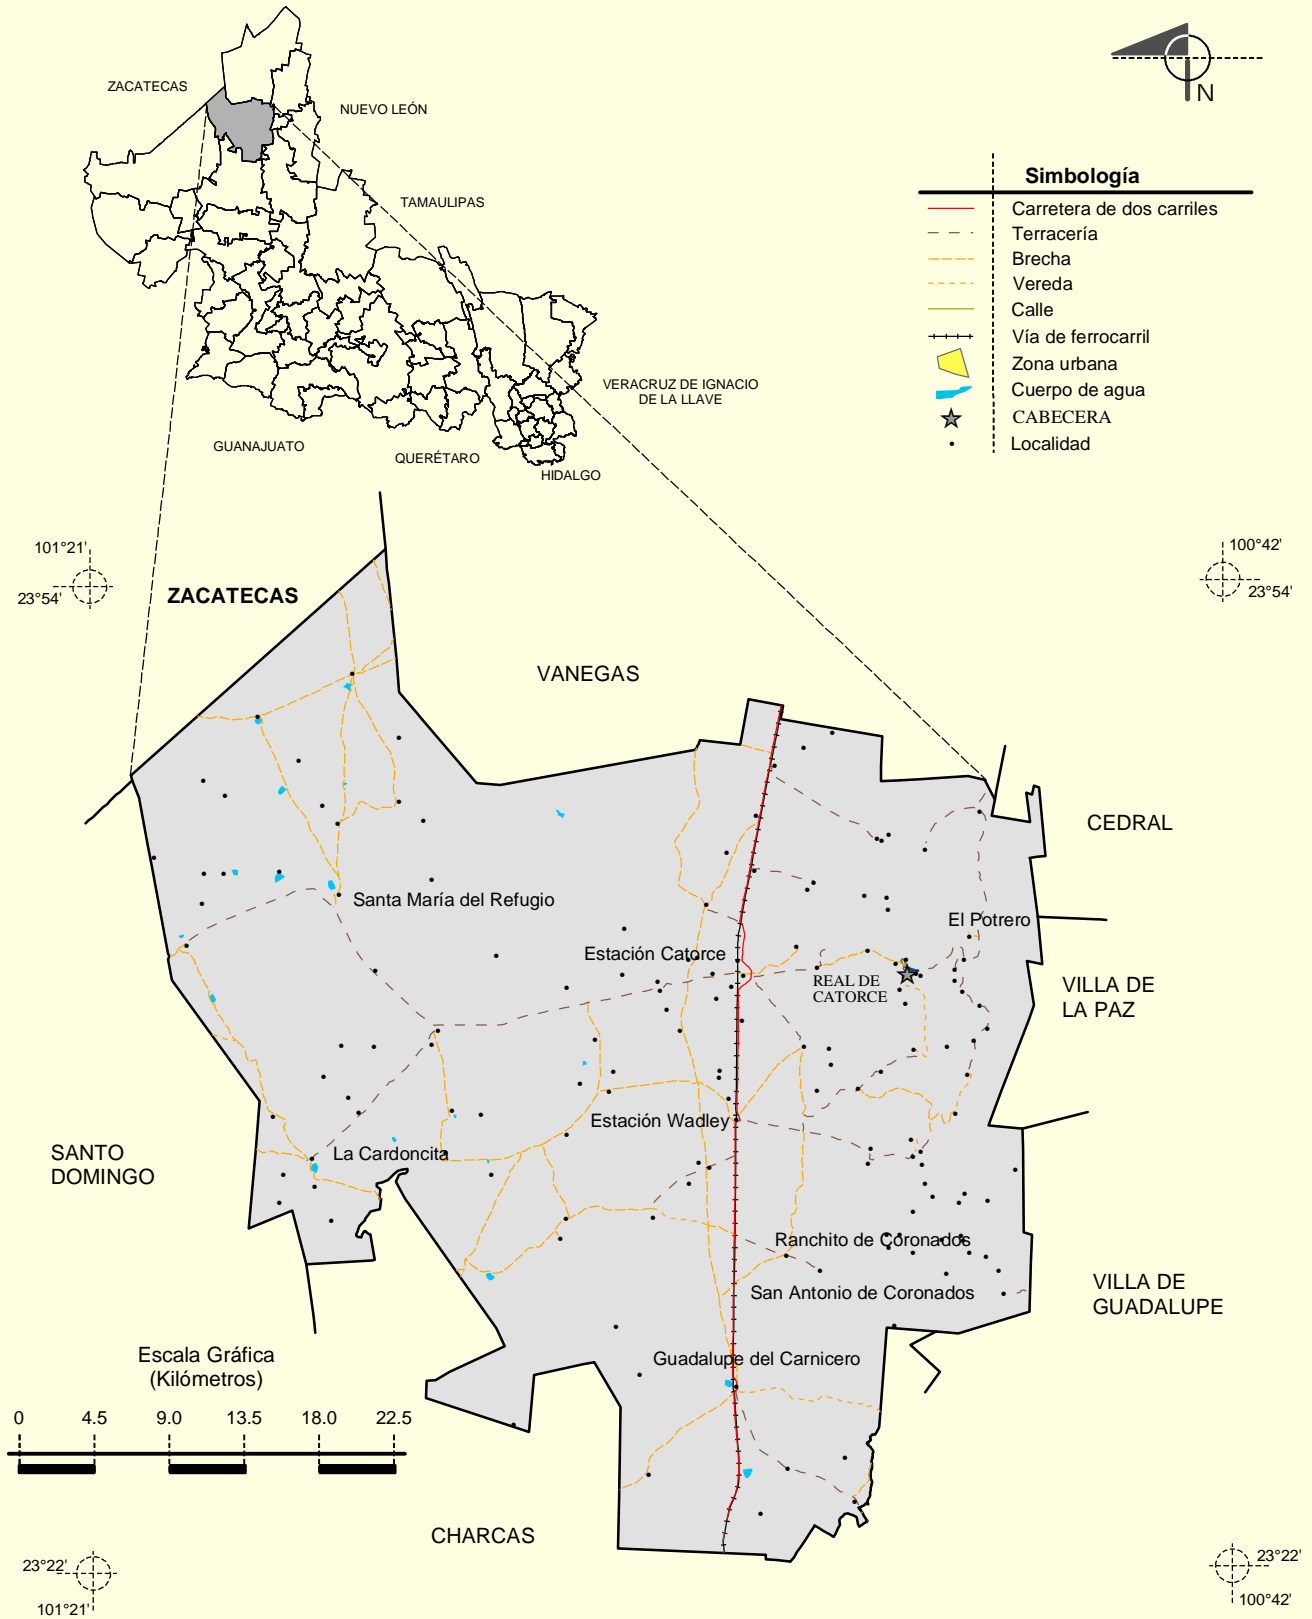 ZACATECAS
NUEVO LEÓN
TAMAULIPAS
VERACRUZ DE IGNACIO
DE LA LLAVE
GUANAJUATO
QUERÉTARO
HIDALGO
N
Simbología
Carretera de dos carriles
Terracería
Brecha
Vereda
Calle
Vía de ferrocarril
Zona urbana
Cuerpo de agua
CABECERA
Localidad
101°21'
23°54'
100°42'
23°54'
ZACATECAS
VANEGAS
CEDRAL
Santa María del Refugio
El Potrero
Estación Catorce
REAL DE
CATORCE
VILLA DE
LA PAZ
Estación Wadley
SANTO
DOMINGO
La Cardoncita
Ranchito de Coronados
San Antonio de Coronados
VILLA DE
GUADALUPE
Guadalupe del Carnicero
Escala Gráfica
(Kilómetros)
0 4.5 9.0 13.5 18.0 22.5
CHARCAS
23°22'
101°21'
23°22'
100°42'